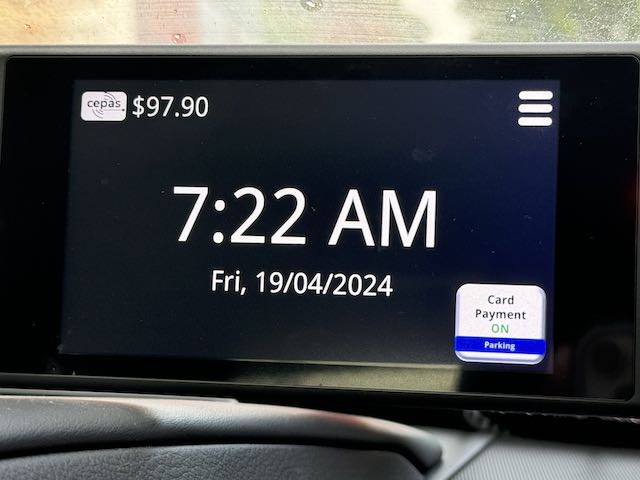 cepas $97.90
7:22 AM
Fri, 19/04/2024
Card
Payment
ON
Parking